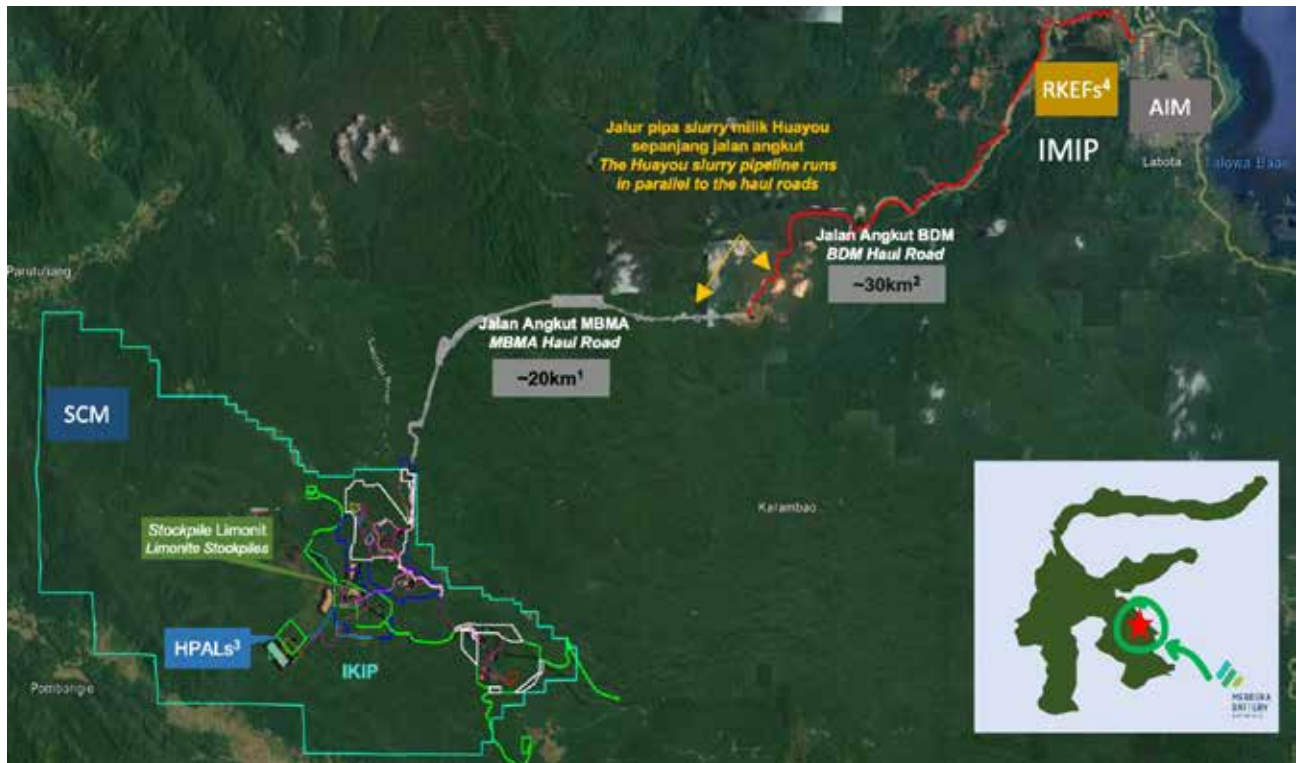 RKEFs⁴
AIM
IMIP
Labota
Jalur pipa slurry milik Huayou
sepanjang jalan angkut
The Huayou slurry pipeline runs
in parallel to the haul roads
Jalan Angkut BDM
BDM Haul Road
~30km²
Jalan Angkut MBMA
MBMA Haul Road
~20km¹
SCM
Karambao
Stockpile Limonit
Limonite Stockpiles
HPALs³
IKIP
MERDEKA
BATTERY